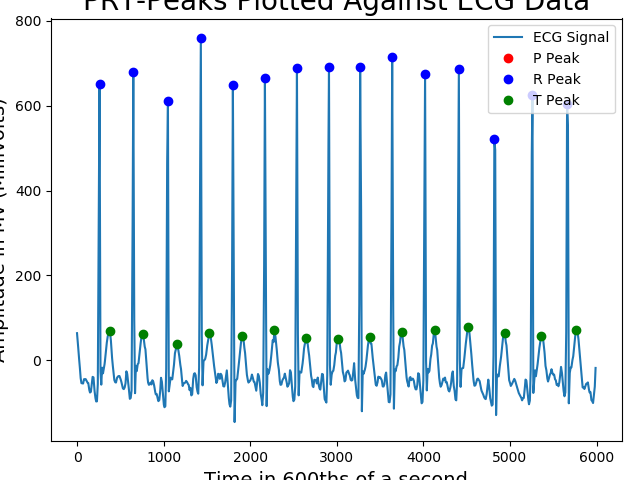 PRT-Peaks Plotted Against ECG Data
ECG Signal
P Peak
R Peak
T Peak
Amplitude in MV (Millivolts)
800
600
400
200
0
0 1000 2000 3000 4000 5000 6000
Time in 600ths of a second